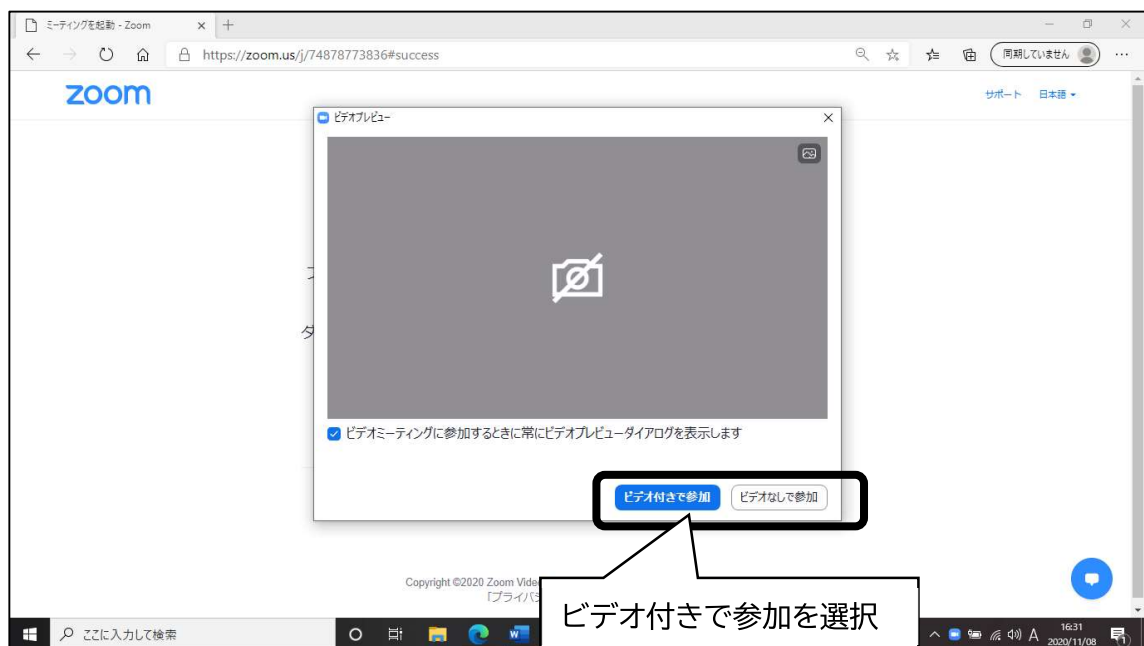 ミーティングを起動 - Zoom
https://zoom.us/j/74878773836#success
同期していません
zoom
サポート 日本語
ビデオプレビュー
ビデオミーティングに参加するときに常にビデオプレビューダイアログを表示します
ビデオ付きで参加 ビデオなしで参加
Copyright ©2020 Zoom
「プライバ
ビデオ付きで参加を選択
ここに入力して検索
A
16:31
2020/11/08